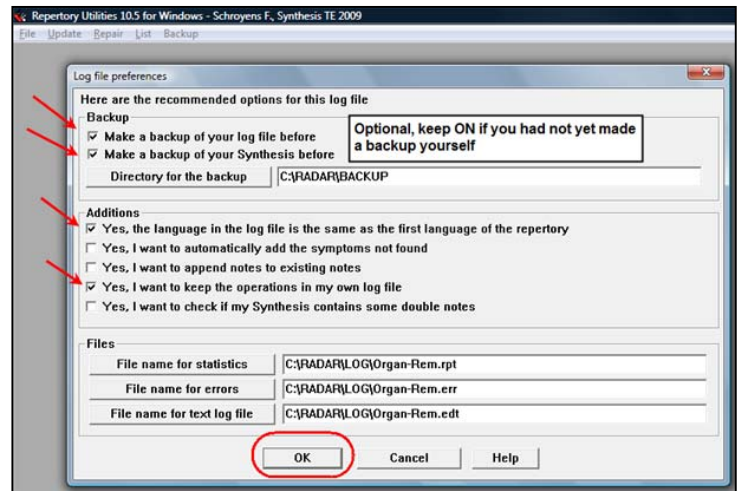 Repertory Utilities 10.5 for Windows - Schroyens F., Synthesis TE 2009
File Update Repair List Backup
Log file preferences
Here are the recommended options for this log file
Backup
Make a backup of your log file before
Make a backup of your Synthesis before
Optional, keep ON if you had not yet made
a backup yourself
Directory for the backup C:\RADAR\BACKUP
Additions
Yes, the language in the log file is the same as the first language of the repertory
Yes, I want to automatically add the symptoms not found
Yes, I want to append notes to existing notes
Yes, I want to keep the operations in my own log file
Yes, I want to check if my Synthesis contains some double notes
Files
File name for statistics C:\RADAR\LOG\Organ-Rem.rpt
File name for errors C:\RADAR\LOG\Organ-Rem.err
File name for text log file C:\RADAR\LOG\Organ-Rem.edt
OK Cancel Help